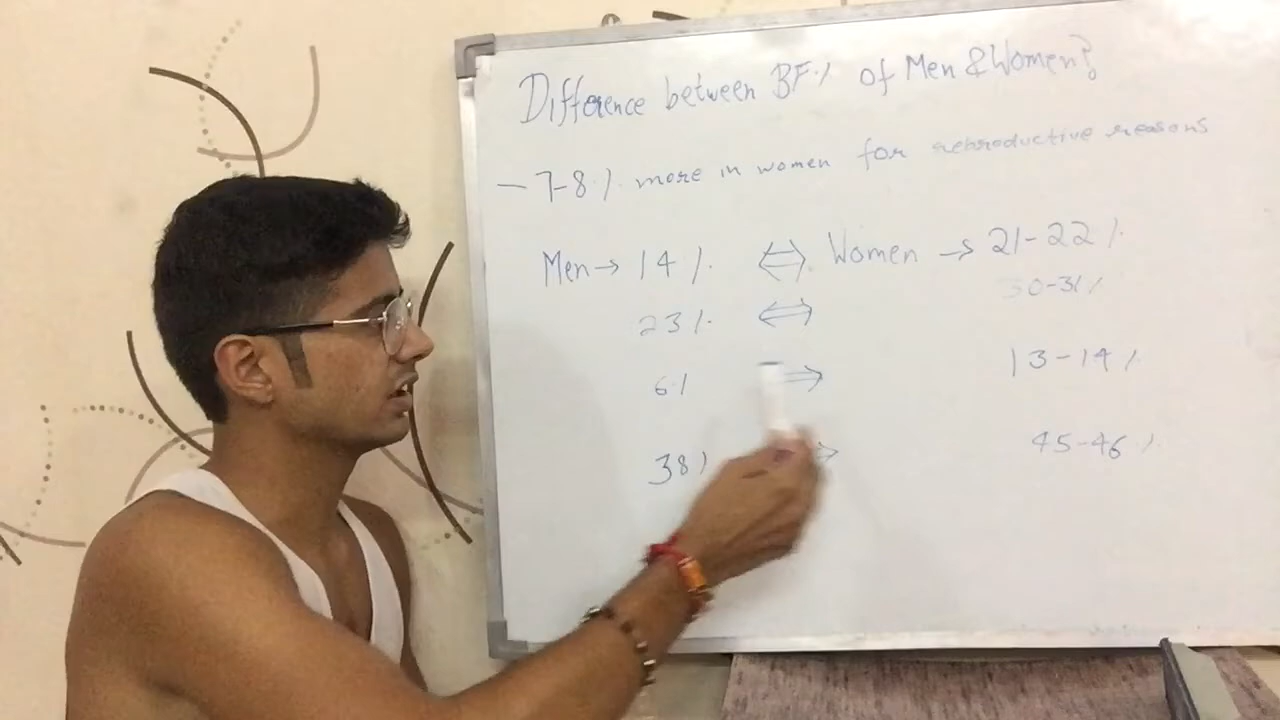 Difference between BF% of Men & Women?
— 7-8% more in women for reproductive reasons
Men → 14% ⇔ Women → 21-22%
23% ⇔ 30-31%
6% ⇒ 13-14%
38% ⇒ 45-46%